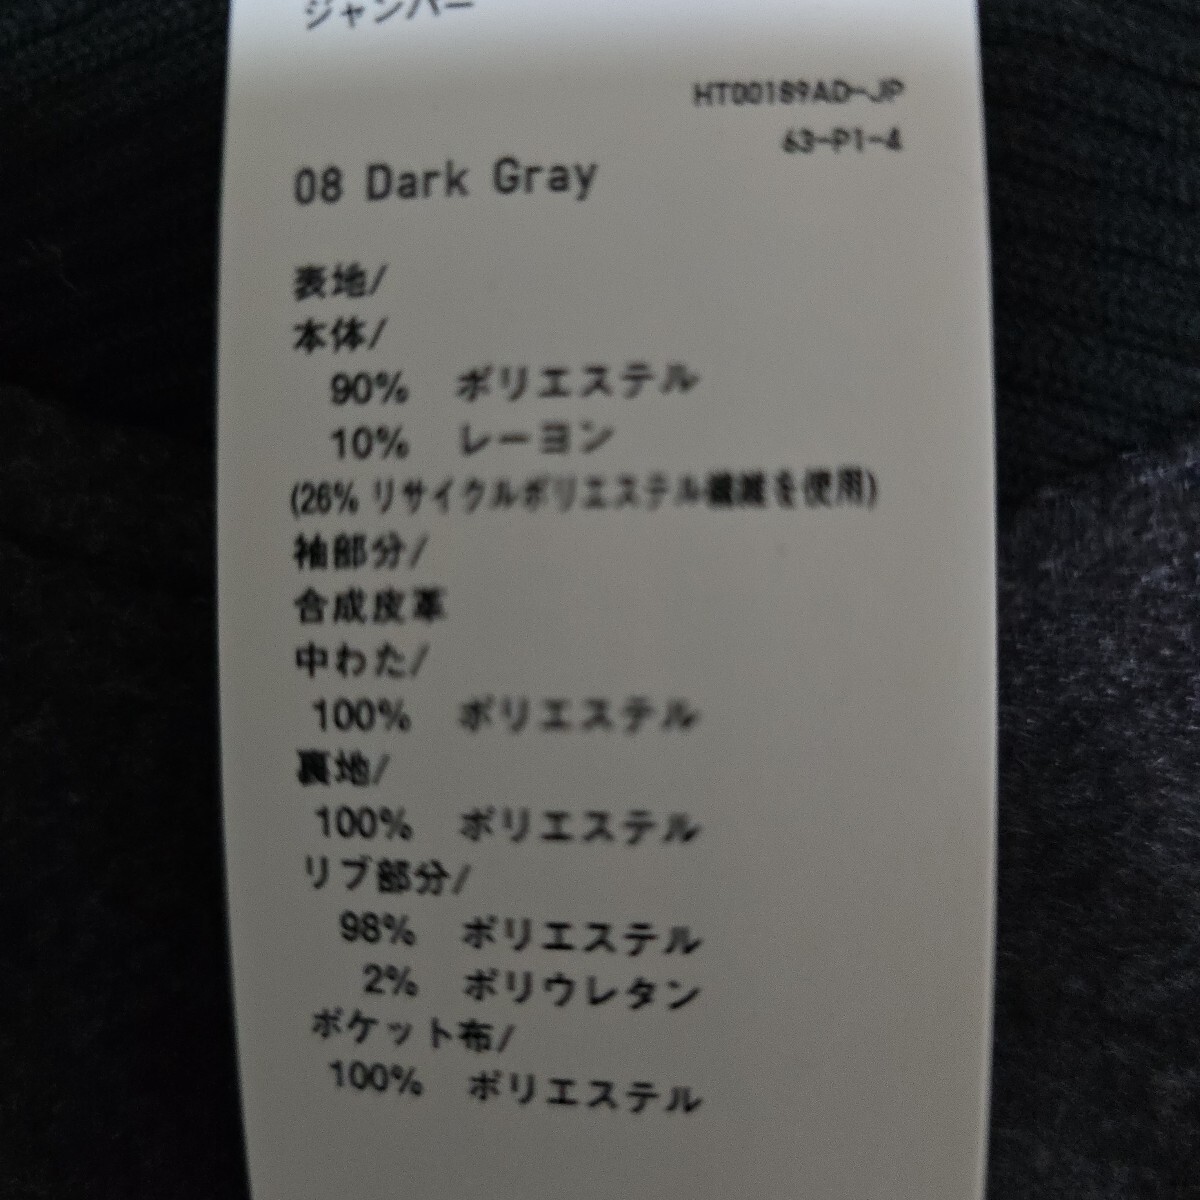 ジャンパー
HT00189AD-JP
63-P1-4
08 Dark Gray
表地/
本体/
90% ポリエステル
10% レーヨン
(26% リサイクルポリエステル繊維を使用)
袖部分/
合成皮革
中わた/
100% ポリエステル
裏地/
100% ポリエステル
リブ部分/
98% ポリエステル
2% ポリウレタン
ポケット布/
100% ポリエステル